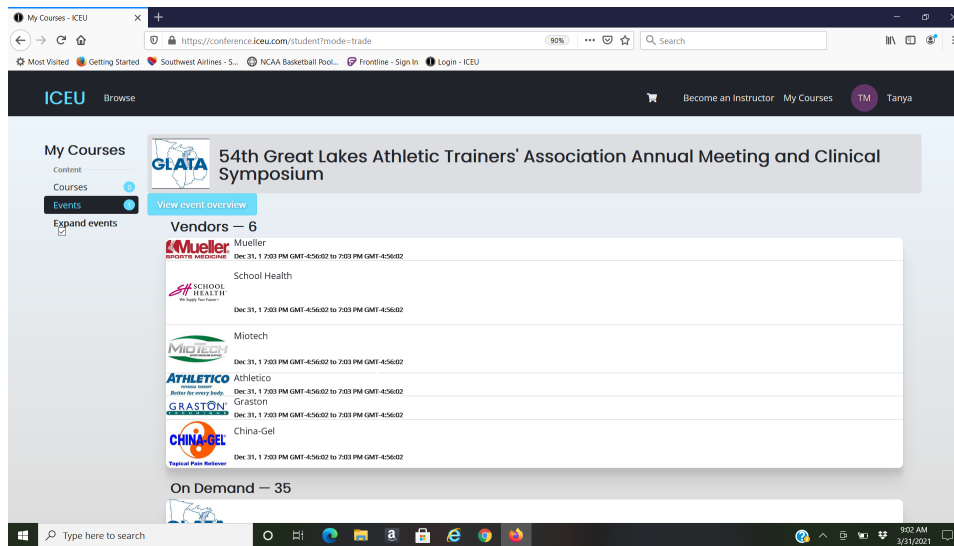 My Courses - ICEU
https://conference.iceu.com/student?mode=trade
90%
Search
Most Visited
Getting Started
Southwest Airlines - S...
NCAA Basketball Pool...
Frontline - Sign In
Login - ICEU
ICEU
Browse
Become an Instructor
My Courses
TM
Tanya
My Courses
Content
Courses 0
Events 1
Expand events
GLATA
54th Great Lakes Athletic Trainers' Association Annual Meeting and Clinical
Symposium
View event overview
Vendors — 6
Mueller
SPORTS MEDICINE
Mueller
Dec 31, 1 7:03 PM GMT-4:56:02 to 7:03 PM GMT-4:56:02
SCHOOL
HEALTH
We Supply Your Future
School Health
Dec 31, 1 7:03 PM GMT-4:56:02 to 7:03 PM GMT-4:56:02
MIOTECH
Miotech
Dec 31, 1 7:03 PM GMT-4:56:02 to 7:03 PM GMT-4:56:02
ATHLETICO
PHYSICAL THERAPY
Better for every body.
Athletico
Dec 31, 1 7:03 PM GMT-4:56:02 to 7:03 PM GMT-4:56:02
GRASTON
TECHNIQUE
Graston
Dec 31, 1 7:03 PM GMT-4:56:02 to 7:03 PM GMT-4:56:02
CHINA-GEL
Topical Pain Reliever
China-Gel
Dec 31, 1 7:03 PM GMT-4:56:02 to 7:03 PM GMT-4:56:02
On Demand — 35
Type here to search
9:02 AM
3/31/2021